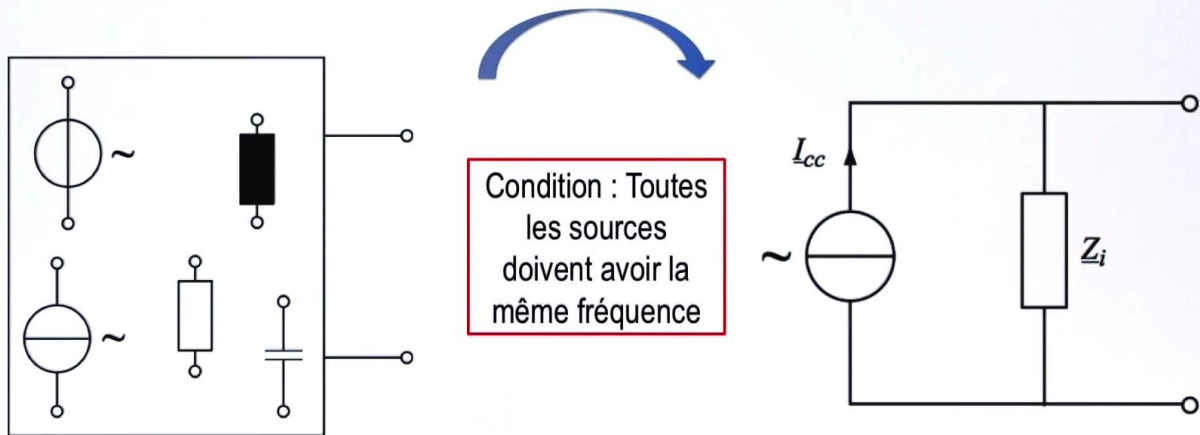 Condition : Toutes
les sources
doivent avoir la
même fréquence
~
~
I_cc
~
Z_i